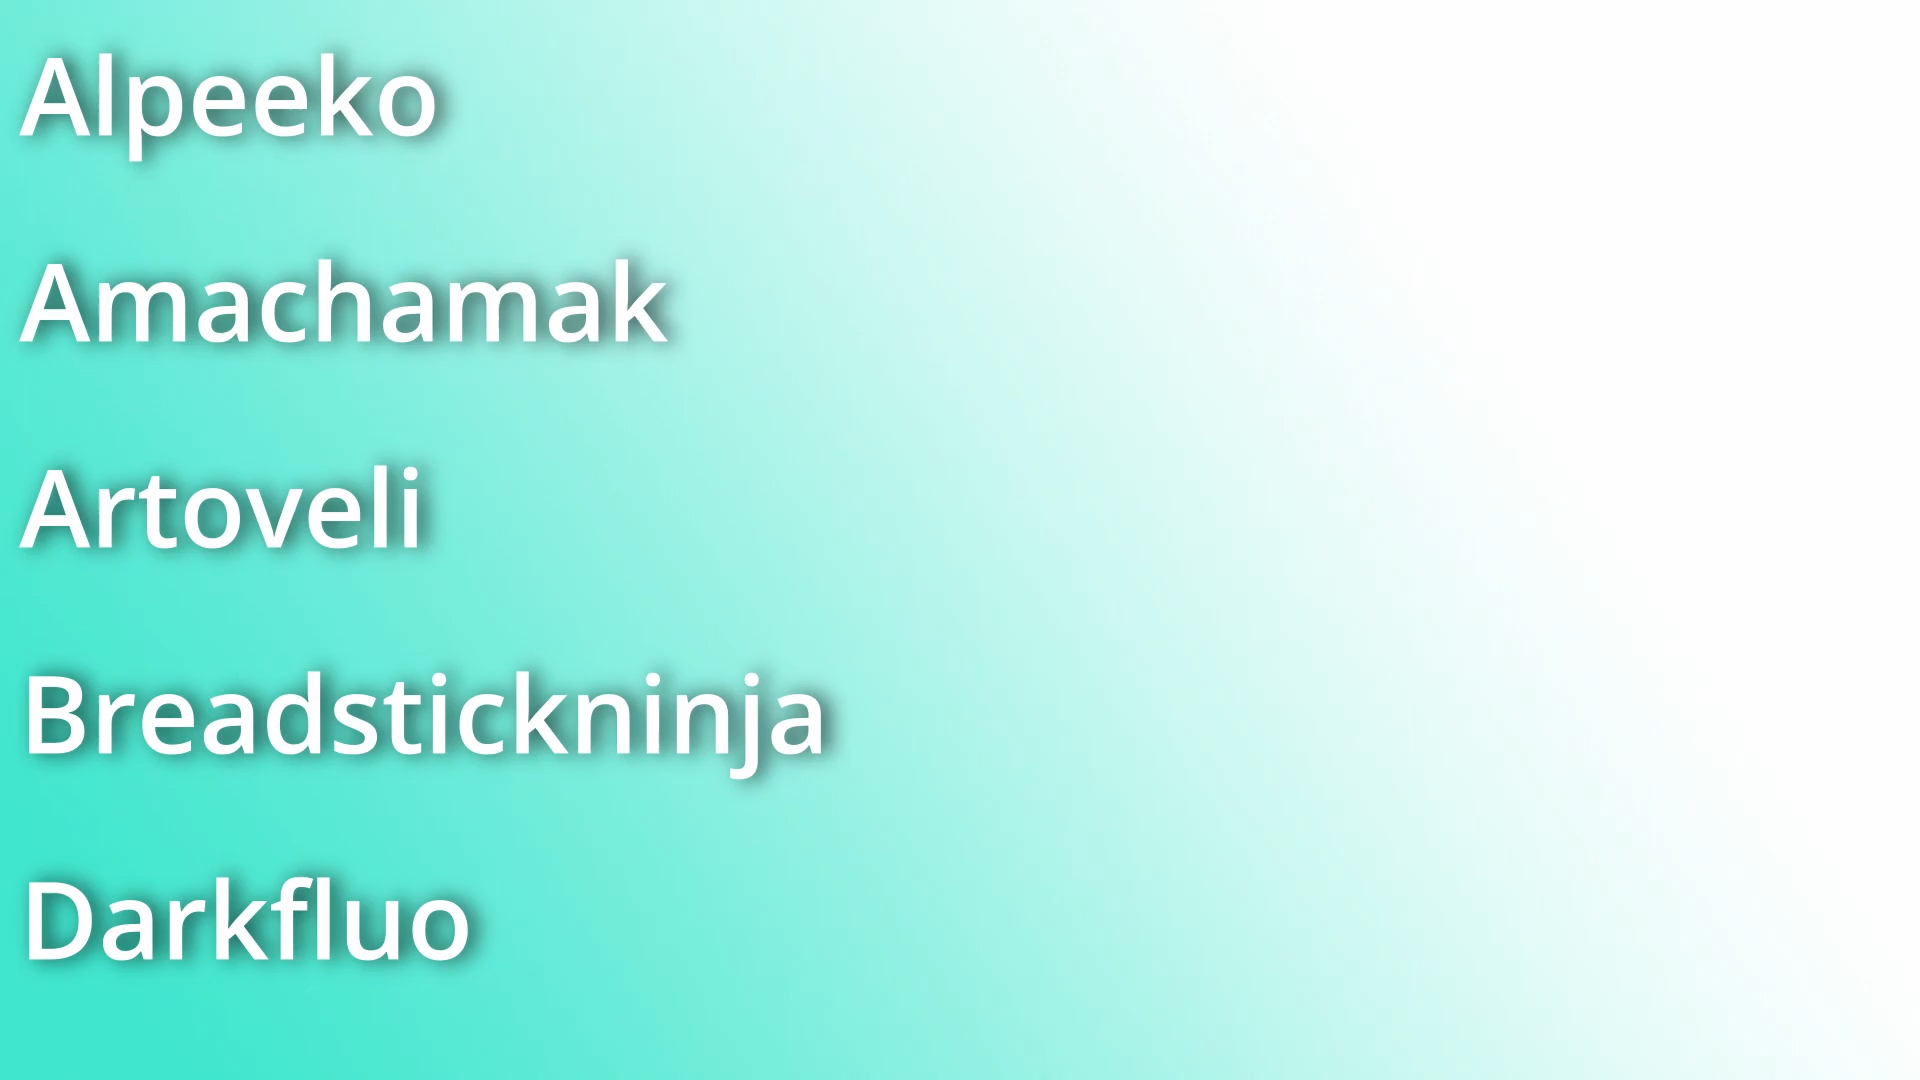 Alpeeko
Amachamak
Artoveli
Breadstickninja
Darkfluo